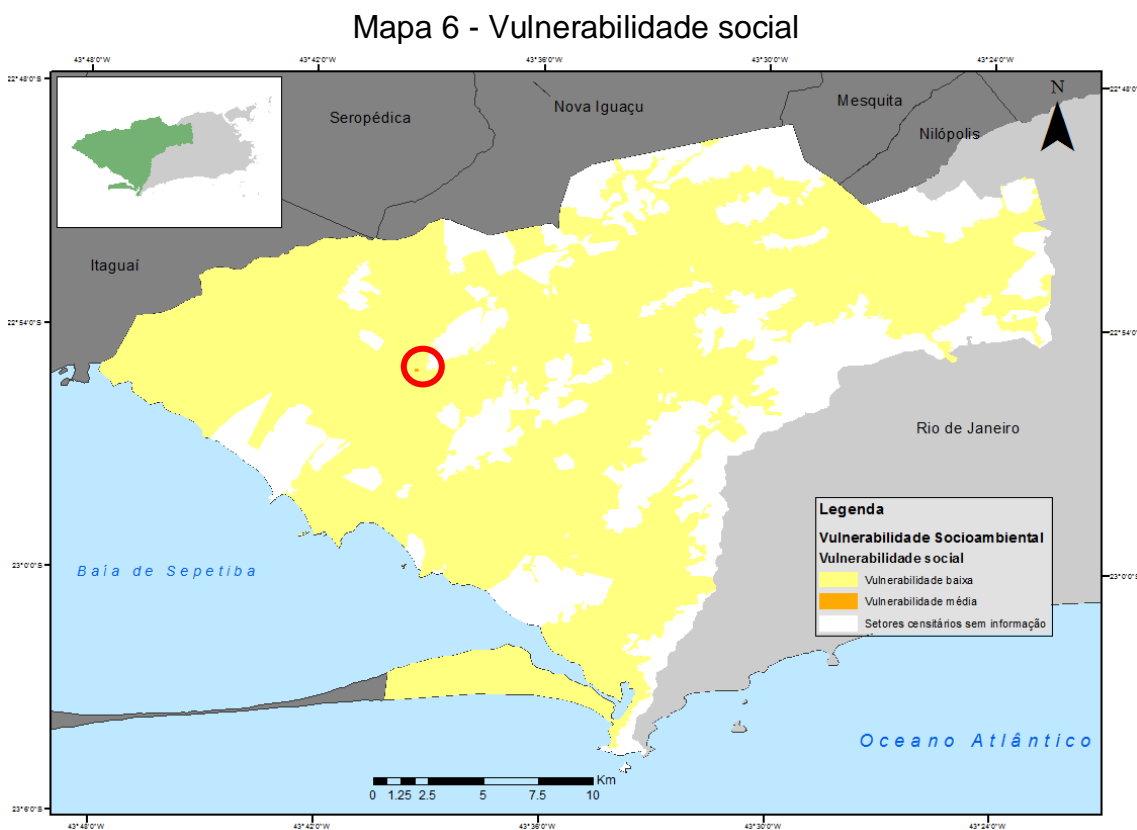 Mapa 6 - Vulnerabilidade social
43°48'0"W 43°42'0"W 43°36'0"W 43°30'0"W 43°24'0"W
22°48'0"S 22°48'0"S
Seropédica
Nova Iguaçu
Mesquita
Nilópolis
N
Itaguaí
22°54'0"S 22°54'0"S
Rio de Janeiro
Legenda
Vulnerabilidade Socioambiental
Vulnerabilidade social
Vulnerabilidade baixa
Vulnerabilidade média
Setores censitários sem informação
Baía de Sepetiba
23°0'0"S 23°0'0"S
Oceano Atlântico
Km
0 1.25 2.5 5 7.5 10
23°6'0"S
43°48'0"W 43°42'0"W 43°36'0"W 43°30'0"W 43°24'0"W